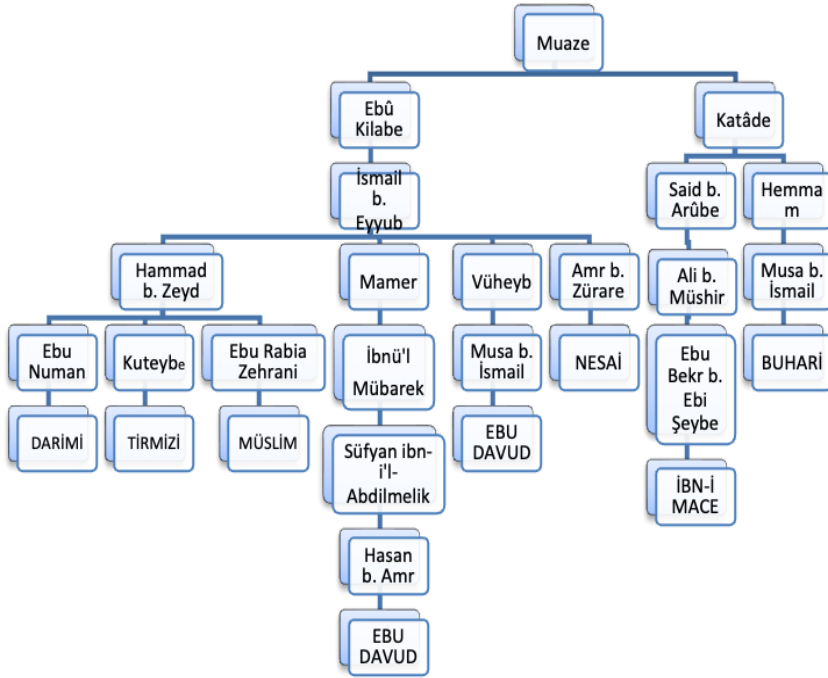 Muaze
Ebû
Kilabe
Katâde
İsmail
b.
Eyyub
Said b.
Arûbe
Hemma
m
Hammad
b. Zeyd
Mamer
Vüheyb
Amr b.
Zürare
Ali b.
Müshir
Musa b.
İsmail
Ebu
Numan
Kuteybe
Ebu Rabia
Zehrani
İbnü'l
Mübarek
Musa b.
İsmail
NESAİ
Ebu
Bekr b.
Ebi
Şeybe
BUHARİ
DARİMİ
TİRMİZİ
MÜSLİM
Süfyan ibn-
i'l-
Abdilmelik
EBU
DAVUD
İBN-İ
MACE
Hasan
b. Amr
EBU
DAVUD